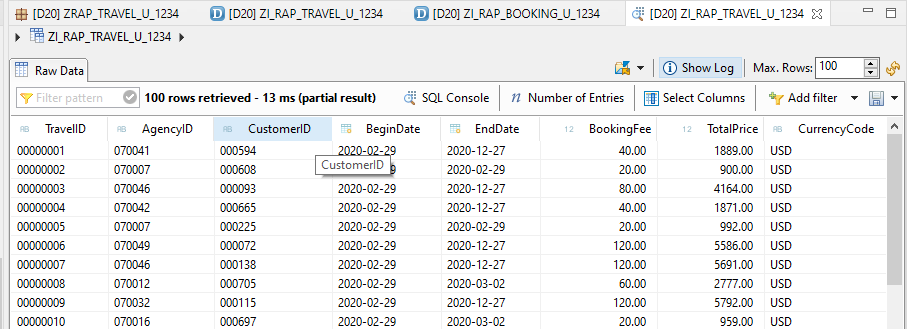 [D20] ZRAP_TRAVEL_U_1234 D [D20] ZI_RAP_TRAVEL_U_1234 D [D20] ZI_RAP_BOOKING_U_1234 [D20] ZI_RAP_TRAVEL_U_1234
ZI_RAP_TRAVEL_U_1234
Raw Data Show Log Max. Rows: 100
Filter pattern 100 rows retrieved - 13 ms (partial result) SQL Console n Number of Entries Select Columns Add filter
RB TravelID RB AgencyID RB CustomerID BeginDate EndDate 12 BookingFee 12 TotalPrice RB CurrencyCode
00000001 070041 000594 2020-02-29 2020-12-27 40.00 1889.00 USD
CustomerID
00000002 070007 000608 2020-02-29 2020-02-29 20.00 900.00 USD
00000003 070046 000093 2020-02-29 2020-12-27 80.00 4164.00 USD
00000004 070042 000665 2020-02-29 2020-12-27 40.00 1871.00 USD
00000005 070007 000225 2020-02-29 2020-02-29 20.00 992.00 USD
00000006 070049 000072 2020-02-29 2020-12-27 120.00 5586.00 USD
00000007 070046 000138 2020-02-29 2020-12-27 120.00 5691.00 USD
00000008 070012 000705 2020-02-29 2020-03-02 60.00 2777.00 USD
00000009 070032 000115 2020-02-29 2020-12-27 120.00 5792.00 USD
00000010 070016 000697 2020-02-29 2020-03-02 20.00 959.00 USD